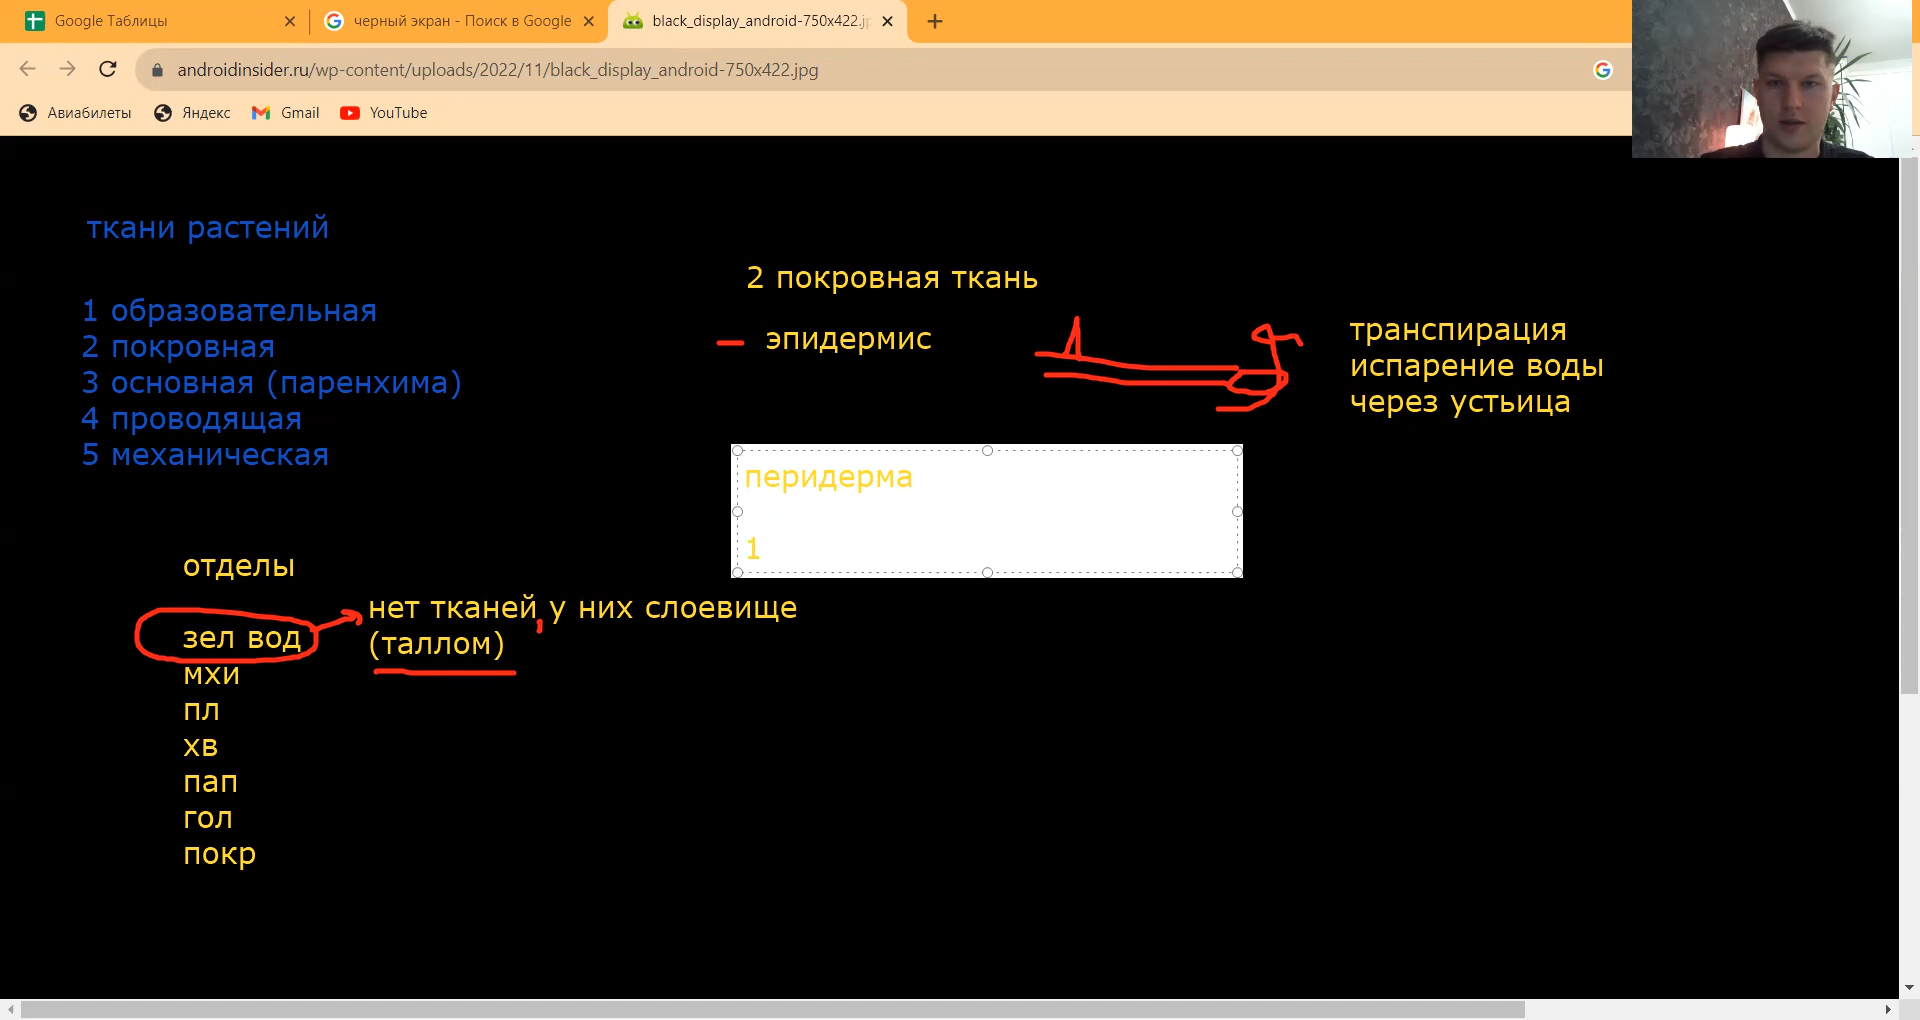 Google Таблицы
черный экран - Поиск в Google
black_display_android-750x422.j
androidinsider.ru/wp-content/uploads/2022/11/black_display_android-750x422.jpg
Авиабилеты
Яндекс
Gmail
YouTube
ткани растений
1 образовательная
2 покровная
3 основная (паренхима)
4 проводящая
5 механическая
2 покровная ткань
эпидермис
транспирация
испарение воды
через устьица
перидерма
1
отделы
зел вод
мхи
пл
хв
пап
гол
покр
нет тканей, у них слоевище
(таллом)